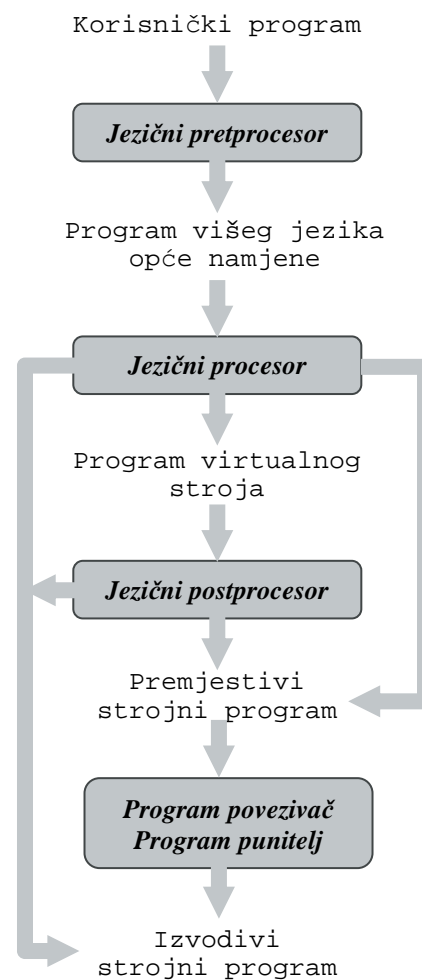 Korisnički program
Jezični pretprocesor
Program višeg jezika
opće namjene
Jezični procesor
Program virtualnog
stroja
Jezični postprocesor
Premjestivi
strojni program
Program povezivač
Program punitelj
Izvodivi
strojni program